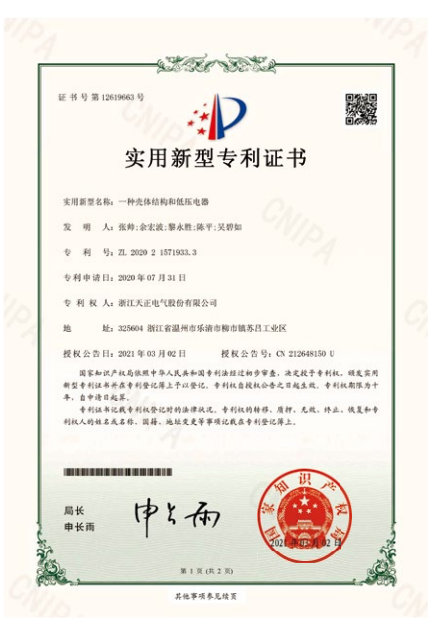 证书号第12619663号
实用新型专利证书
实用新型名称：一种壳体结构和低压电器
发 明 人：张帅;余宏波;黎永胜;陈平;吴碧如
专 利 号：ZL 2020 2 1571933.3
专利申请日：2020年07月31日
专 利 权 人：浙江天正电气股份有限公司
地 址：325604 浙江省温州市乐清市柳市镇苏吕工业区
授权公告日：2021年03月02日 授权公告号：CN 212648150 U
国家知识产权局依照中华人民共和国专利法经过初步审查，决定授予专利权，颁发实用
新型专利证书并在专利登记簿上予以登记。专利权自授权公告之日起生效。专利权期限为十
年，自申请日起算。
专利证书记载专利权登记时的法律状况。专利权的转移、质押、无效、终止、恢复和专
利权人的姓名或名称、国籍、地址变更等事项记载在专利登记簿上。
局长
申长雨
申长雨
国家知识产权局
2021年03月02日
第 1 页 (共 2 页)
其他事项参见续页
CNIPA
CNIPA
CNIPA